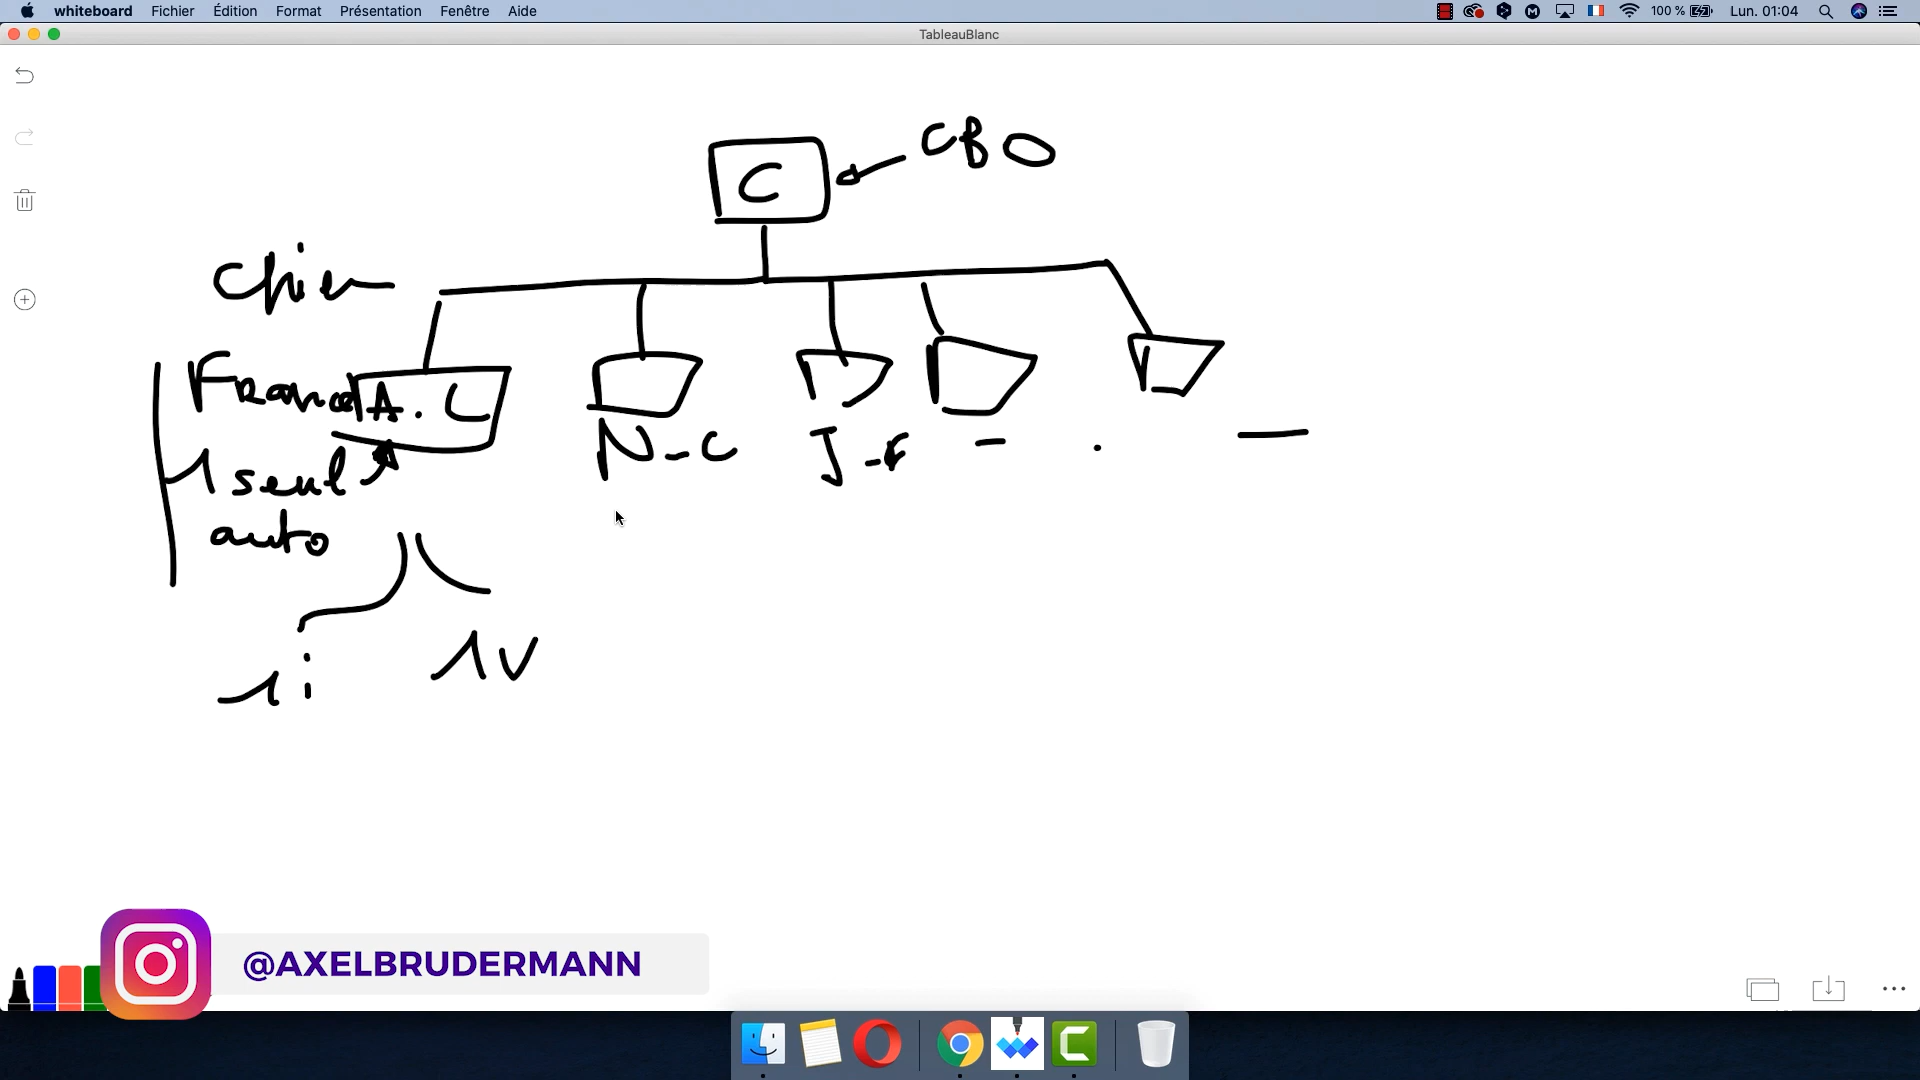 whiteboard Fichier Édition Format Présentation Fenêtre Aide 100 % Lun. 01:04
TableauBlanc
CBO
C
Chien
France
A.C
N-C
J-F
1 seul
auto
1i
1v
@AXELBRUDERMANN